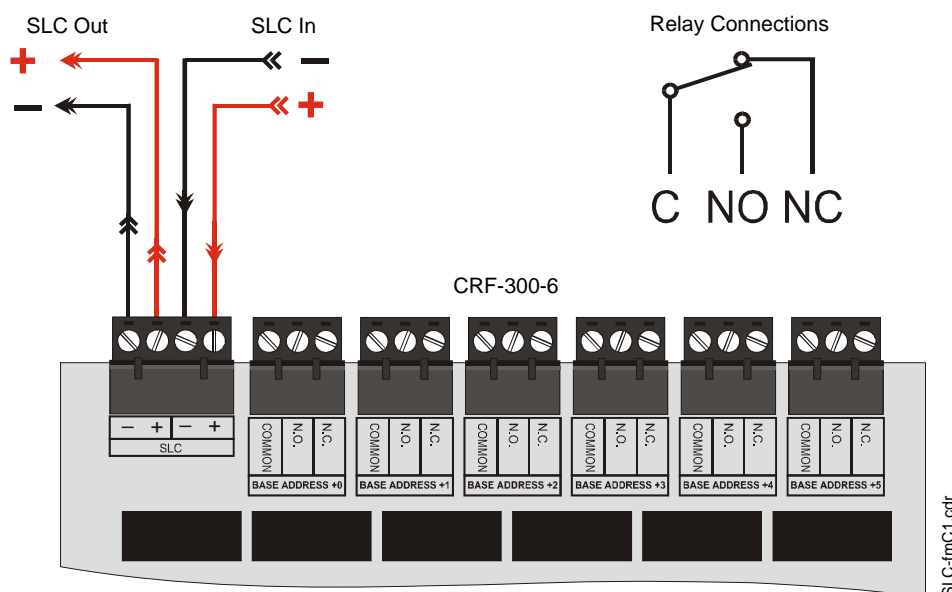 SLC Out
SLC In
Relay Connections
+
−
−
+
C NO NC
CRF-300-6
− + − +
SLC
COMMON N.O. N.C.
BASE ADDRESS +0
COMMON N.O. N.C.
BASE ADDRESS +1
COMMON N.O. N.C.
BASE ADDRESS +2
COMMON N.O. N.C.
BASE ADDRESS +3
COMMON N.O. N.C.
BASE ADDRESS +4
COMMON N.O. N.C.
BASE ADDRESS +5
SLC-fmC1.cdr